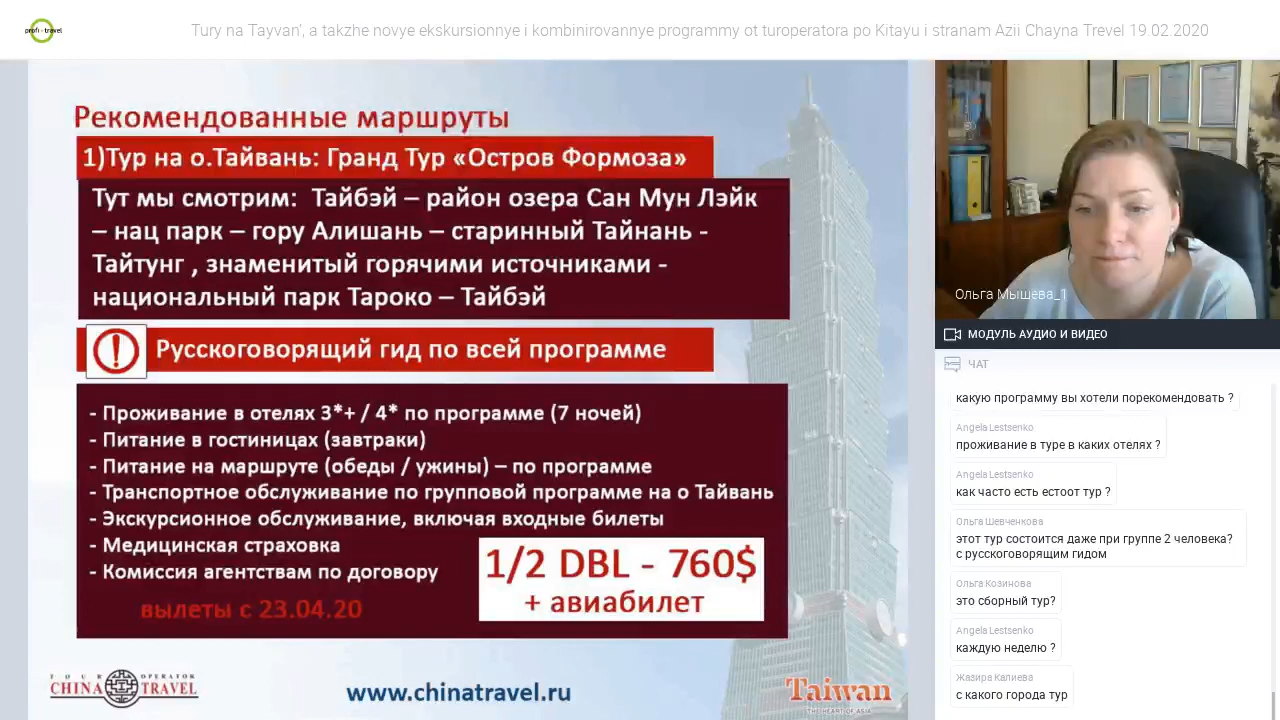 profi - travel
Tury na Tayvan', a takzhe novye ekskursionnye i kombinirovannye programmy ot turoperatora po Kitayu i stranam Azii Chayna Trevel 19.02.2020
Рекомендованные маршруты
1)Тур на о.Тайвань: Гранд Тур «Остров Формоза»
Тут мы смотрим: Тайбэй – район озера Сан Мун Лэйк
– нац парк – гору Алишань – старинный Тайнань -
Тайтунг , знаменитый горячими источниками -
национальный парк Тароко – Тайбэй
Русскоговорящий гид по всей программе
- Проживание в отелях 3*+ / 4* по программе (7 ночей)
- Питание в гостиницах (завтраки)
- Питание на маршруте (обеды / ужины) – по программе
- Транспортное обслуживание по групповой программе на о Тайвань
- Экскурсионное обслуживание, включая входные билеты
- Медицинская страховка
- Комиссия агентствам по договору
1/2 DBL - 760$
+ авиабилет
вылеты с 23.04.20
TOUR OPERATOR
CHINA TRAVEL
www.chinatravel.ru
Taiwan
THE HEART OF ASIA
Ольга Мышева_1
МОДУЛЬ АУДИО И ВИДЕО
ЧАТ
какую программу вы хотели порекомендовать ?
Angela Lestsenko
проживание в туре в каких отелях ?
Angela Lestsenko
как часто есть естоот тур ?
Ольга Шевченкова
этот тур состоится даже при группе 2 человека?
с русскоговорящим гидом
Ольга Козинова
это сборный тур?
Angela Lestsenko
каждую неделю ?
Жазира Калиева
с какого города тур